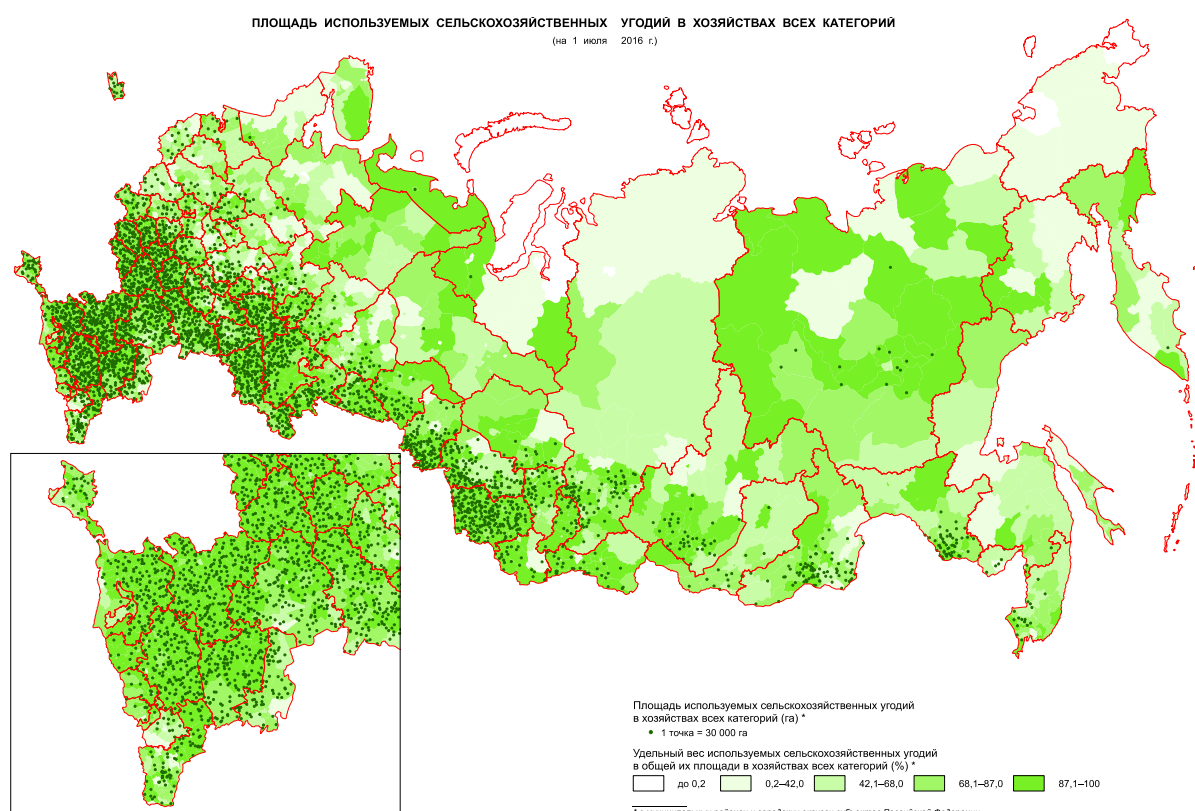 ПЛОЩАДЬ ИСПОЛЬЗУЕМЫХ СЕЛЬСКОХОЗЯЙСТВЕННЫХ УГОДИЙ В ХОЗЯЙСТВАХ ВСЕХ КАТЕГОРИЙ
(на 1 июля 2016 г.)
Площадь используемых сельскохозяйственных угодий
в хозяйствах всех категорий (га) *
1 точка = 30 000 га
Удельный вес используемых сельскохозяйственных угодий
в общей их площади в хозяйствах всех категорий (%) *
до 0,2 0,2–42,0 42,1–68,0 68,1–87,0 87,1–100